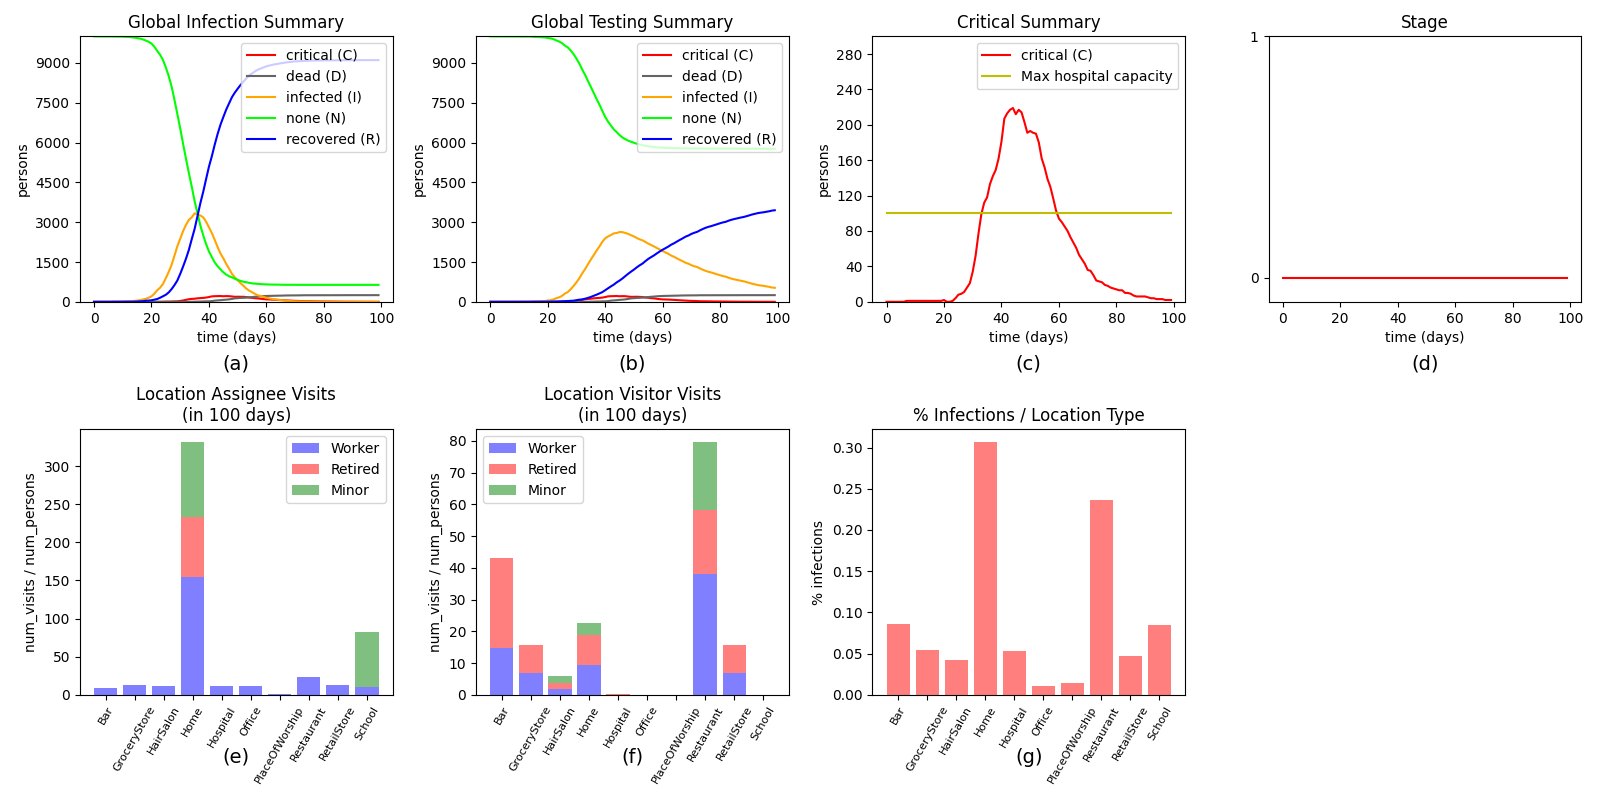 Global Infection Summary
persons
9000
7500
6000
4500
3000
1500
0
critical (C)
dead (D)
infected (I)
none (N)
recovered (R)
0 20 40 60 80 100
time (days)
(a)
Global Testing Summary
persons
9000
7500
6000
4500
3000
1500
0
critical (C)
dead (D)
infected (I)
none (N)
recovered (R)
0 20 40 60 80 100
time (days)
(b)
Critical Summary
persons
280
240
200
160
120
80
40
0
critical (C)
Max hospital capacity
0 20 40 60 80 100
time (days)
(c)
Stage
1
0
0 20 40 60 80 100
time (days)
(d)
Location Assignee Visits
(in 100 days)
num_visits / num_persons
300
250
200
150
100
50
0
Worker
Retired
Minor
Bar
GroceryStore
HairSalon
Home
Hospital
Office
PlaceOfWorship
Restaurant
RetailStore
School
(e)
Location Visitor Visits
(in 100 days)
num_visits / num_persons
80
70
60
50
40
30
20
10
0
Worker
Retired
Minor
Bar
GroceryStore
HairSalon
Home
Hospital
Office
PlaceOfWorship
Restaurant
RetailStore
School
(f)
% Infections / Location Type
% infections
0.30
0.25
0.20
0.15
0.10
0.05
0.00
Bar
GroceryStore
HairSalon
Home
Hospital
Office
PlaceOfWorship
Restaurant
RetailStore
School
(g)